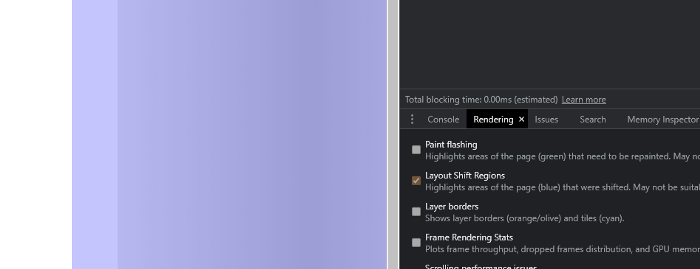 Total blocking time: 0.00ms (estimated) Learn more
Console Rendering × Issues Search Memory Inspector
Paint flashing
Highlights areas of the page (green) that need to be repainted. May
Layout Shift Regions
Highlights areas of the page (blue) that were shifted. May not be
Layer borders
Shows layer borders (orange/olive) and tiles (cyan).
Frame Rendering Stats
Plots frame throughput, dropped frames distribution, and GPU
Scrolling performance issues